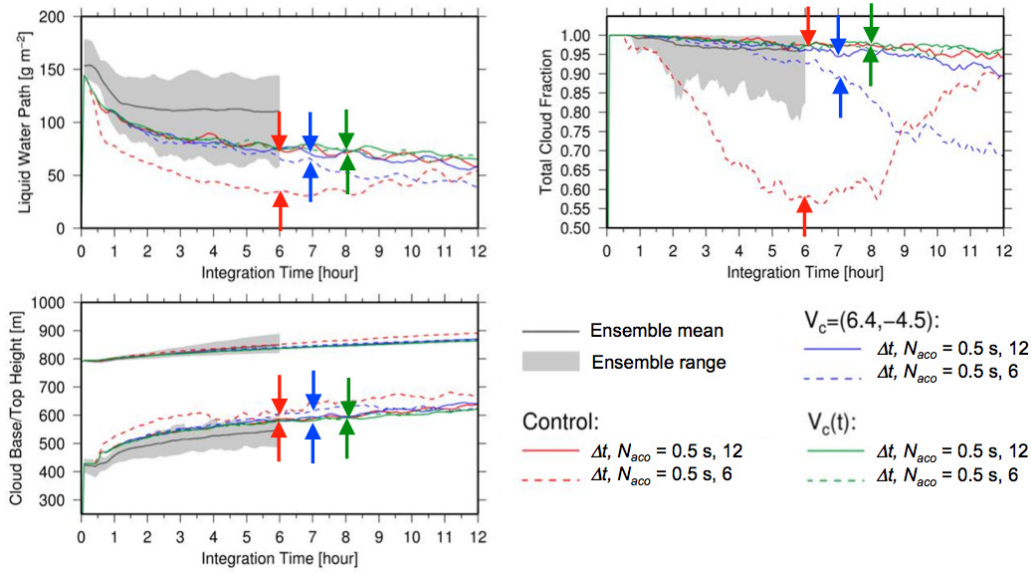 200
150
100
50
0
Liquid Water Path [g m⁻²]
0 1 2 3 4 5 6 7 8 9 10 11 12
Integration Time [hour]
1.00
0.95
0.90
0.85
0.80
0.75
0.70
0.65
0.60
0.55
0.50
Total Cloud Fraction
0 1 2 3 4 5 6 7 8 9 10 11 12
Integration Time [hour]
1000
900
800
700
600
500
400
300
Cloud Base/Top Height [m]
0 1 2 3 4 5 6 7 8 9 10 11 12
Integration Time [hour]
Ensemble mean
Ensemble range
V_c=(6.4,−4.5):
Δt, N_aco = 0.5 s, 12
Δt, N_aco = 0.5 s, 6
Control:
Δt, N_aco = 0.5 s, 12
Δt, N_aco = 0.5 s, 6
V_c(t):
Δt, N_aco = 0.5 s, 12
Δt, N_aco = 0.5 s, 6